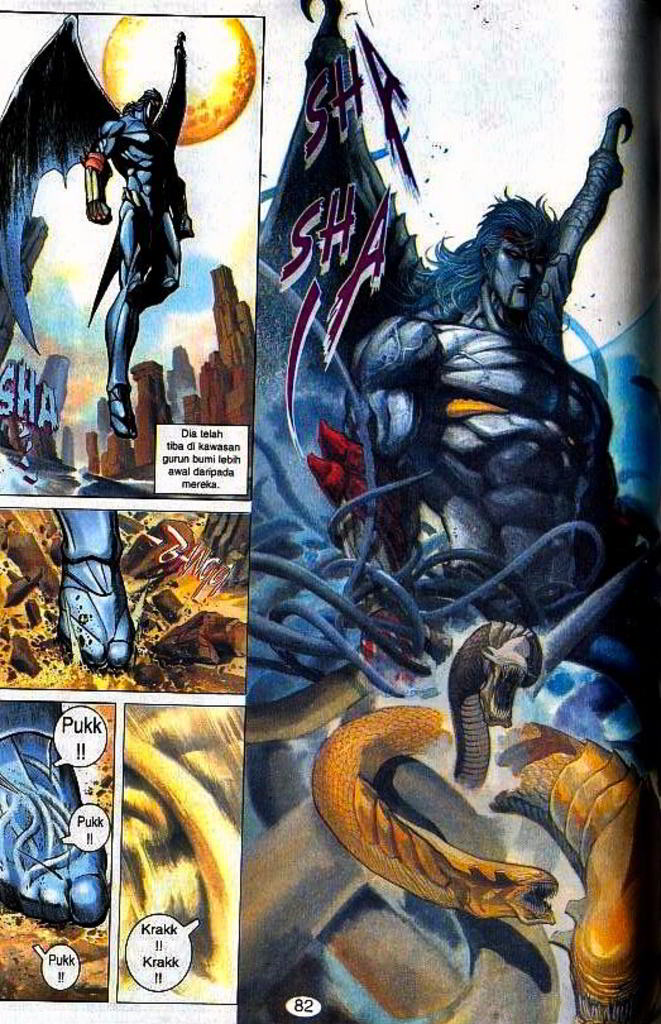 SHA
Dia telah
tiba di kawasan
gurun bumi lebih
awal daripada
mereka.
Pukk
!!
Pukk
!!
Pukk
!!
Krakk
!!
Krakk
!!
SHA
SHA
82